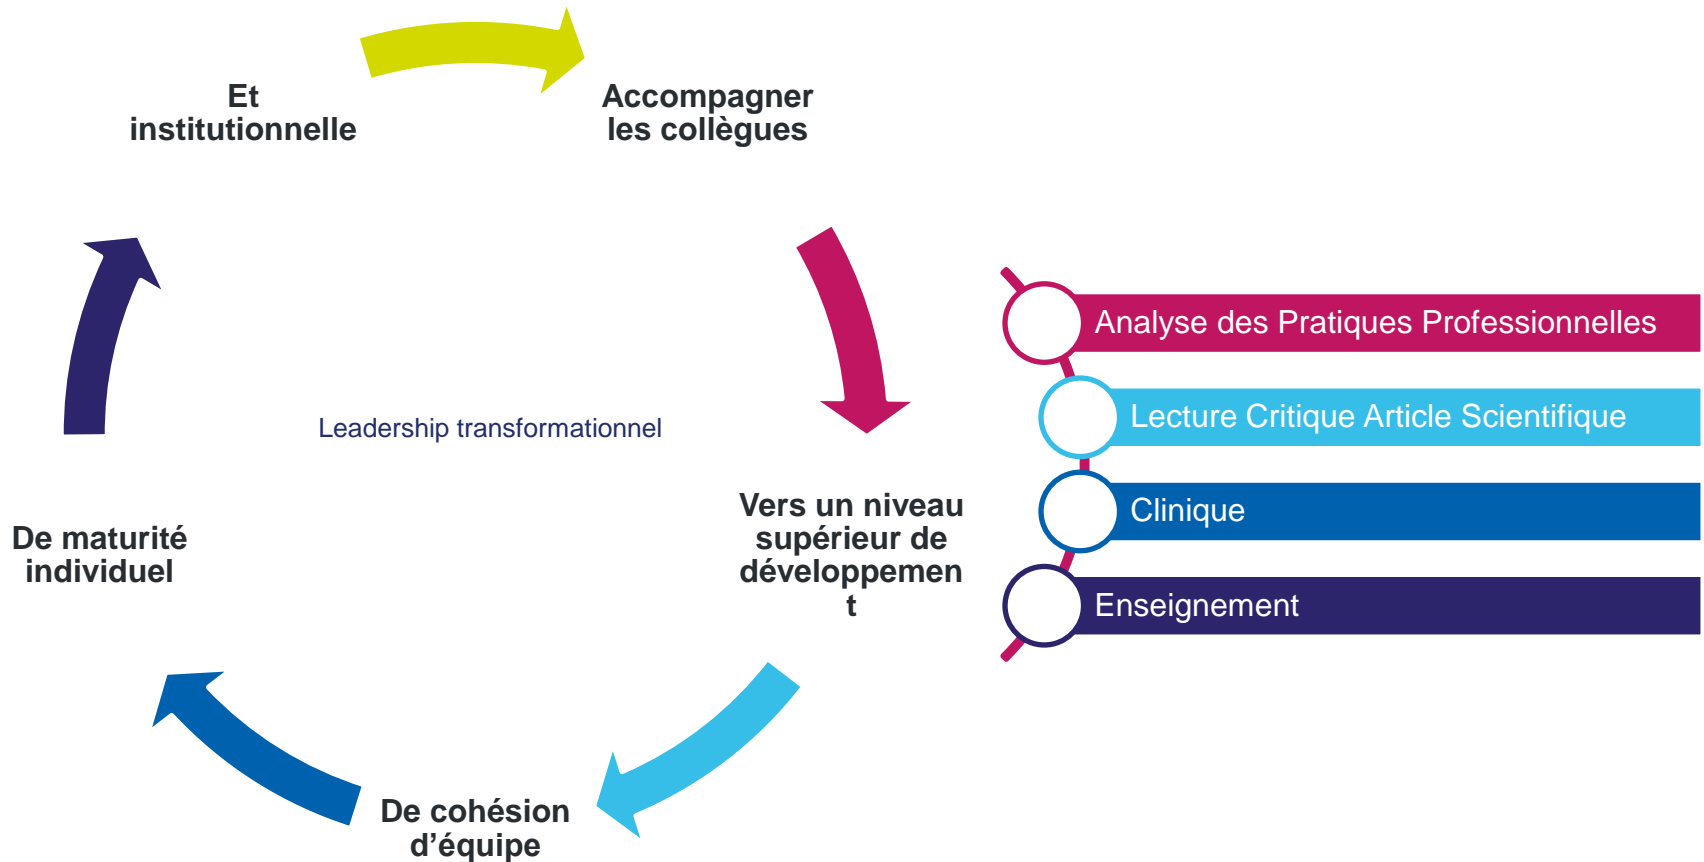 Et
institutionnelle
Accompagner
les collègues
Leadership transformationnel
De maturité
individuel
Vers un niveau
supérieur de
développemen
t
De cohésion
d’équipe
Analyse des Pratiques Professionnelles
Lecture Critique Article Scientifique
Clinique
Enseignement